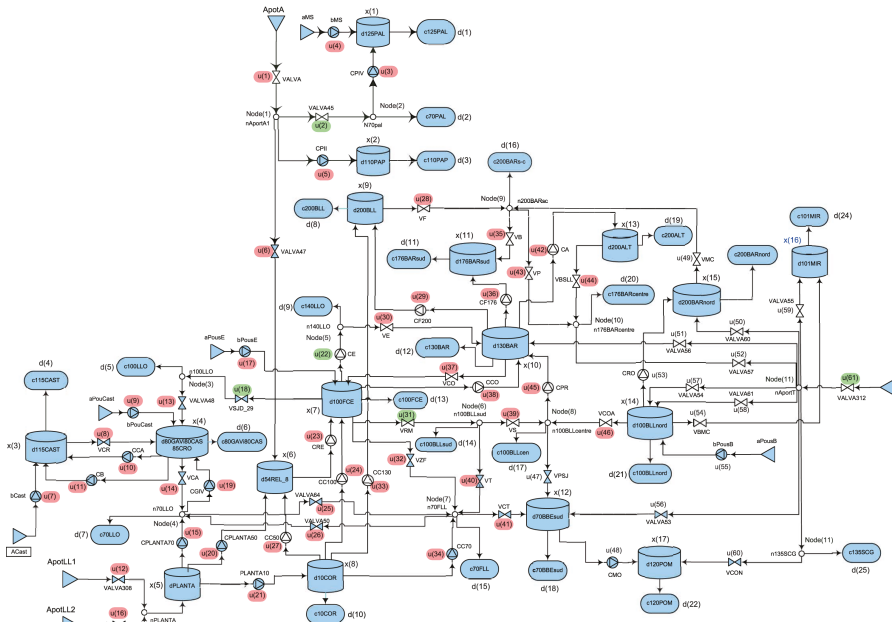 ApotA
aMS
bMS
u(4)
x(1)
d125PAL
c125PAL
d(1)
u(1)
VALVA
CPIV
u(3)
Node(1)
nAportA1
VALVA45
u(2)
Node(2)
N70pal
c70PAL
d(2)
CPII
u(5)
x(2)
d110PAP
c110PAP
d(3)
d(16)
c200BARs-c
x(9)
c200BLL
d(8)
d200BLL
u(28)
VF
Node(9)
n200BARac
u(6)
VALVA47
x(11)
d(11)
c176BARsud
d176BARsud
u(35)
VB
u(43)
VP
u(42)
CA
x(13)
d200ALT
d(19)
c200ALT
VBSLL
u(44)
d(20)
c176BARcentre
Node(10)
n176BARcentre
u(49)
VMC
x(15)
d200BARnord
c200BARnord
c101MIR
d(24)
x(16)
d101MIR
VALVA55
u(59)
d(9)
c140LLO
n140LLO
Node(5)
u(22)
CE
u(29)
CF200
u(36)
CF176
u(30)
VE
d130BAR
x(10)
c130BAR
d(12)
u(37)
VCO
CCO
u(38)
u(45)
CPR
u(50)
VALVA60
u(51)
VALVA56
u(52)
VALVA57
CRO
u(53)
u(57)
VALVA54
VALVA61
u(58)
Node(11)
nAporT
u(61)
VALVA312
aPousE
bPousE
u(17)
d(4)
c115CAST
d(5)
c100LLO
n100LLO
Node(3)
u(18)
VSJD_29
x(7)
d100FCE
c100FCE
d(13)
aPouCast
u(9)
bPouCast
u(13)
VALVA48
x(4)
d80GAVi80CAS
85CRO
d(6)
d80GAVi80CAS
x(3)
d115CAST
u(8)
VCR
CCA
u(10)
CB
u(11)
bCast
u(7)
ACast
VCA
u(14)
CGIV
u(19)
u(23)
CRE
u(31)
VRM
Node(6)
n100BLLsud
c100BLLsud
d(14)
u(39)
VS
Node(8)
n100BLLcentre
c100BLLcen
d(17)
VCOA
u(46)
x(14)
d100BLLnord
u(54)
VBMC
bPousB
u(55)
aPousB
d(21)
c100BLLnord
x(6)
d54REL_8
u(24)
CC100
CC130
u(33)
u(32)
VZF
u(40)
VT
u(47)
VPSJ
n70LLO
Node(4)
c70LLO
d(7)
u(15)
CPLANTA70
u(20)
CPLANTA50
VALVA64
u(25)
VALVA50
u(26)
CC50
u(27)
Node(7)
n70FLL
VCT
u(41)
x(12)
d70BBEsud
u(56)
VALVA53
u(34)
CC70
c70FLL
d(15)
c70BBEsud
d(18)
u(48)
CMO
x(17)
d120POM
c120POM
d(22)
u(60)
VCON
n135SCG
Node(11)
c135SCG
d(25)
ApotLL1
u(12)
VALVA308
ApotLL2
u(16)
nPLANTA
x(5)
dPLANTA
PLANTA10
u(21)
x(8)
d10COR
c10COR
d(10)